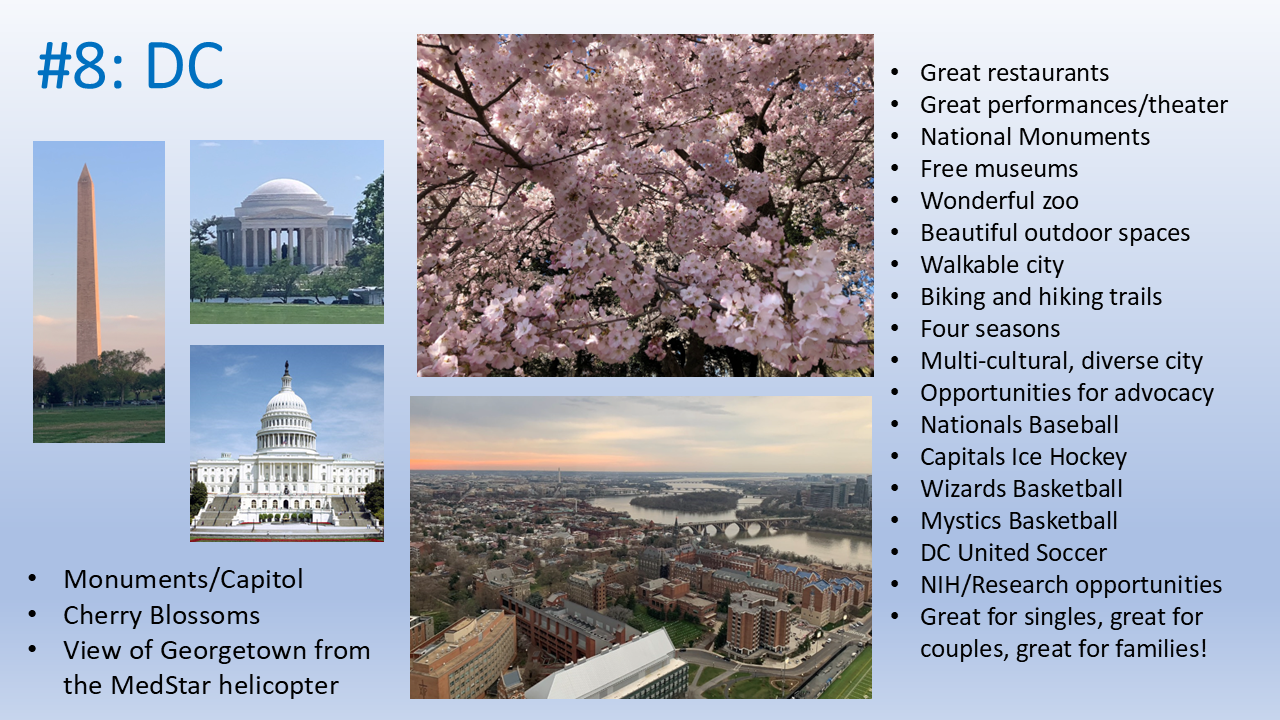 #8: DC
• Monuments/Capitol
• Cherry Blossoms
• View of Georgetown from
the MedStar helicopter
• Great restaurants
• Great performances/theater
• National Monuments
• Free museums
• Wonderful zoo
• Beautiful outdoor spaces
• Walkable city
• Biking and hiking trails
• Four seasons
• Multi-cultural, diverse city
• Opportunities for advocacy
• Nationals Baseball
• Capitals Ice Hockey
• Wizards Basketball
• Mystics Basketball
• DC United Soccer
• NIH/Research opportunities
• Great for singles, great for
couples, great for families!